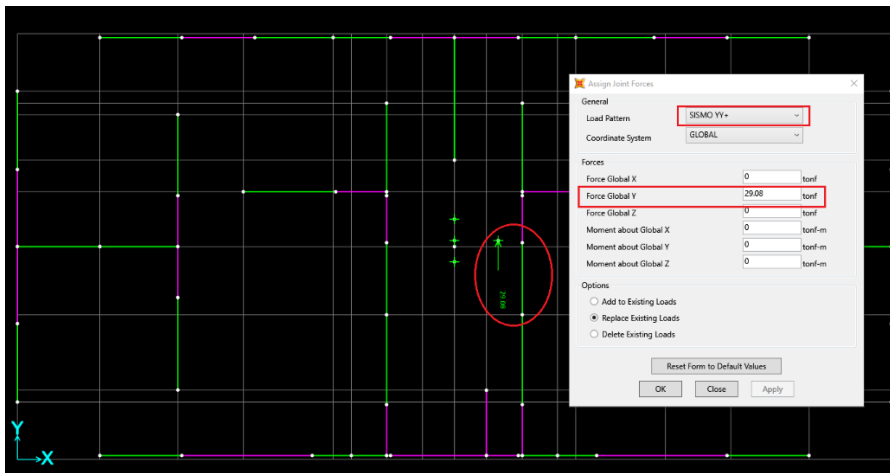 Assign Joint Forces
General
Load Pattern SISMO YY+
Coordinate System GLOBAL
Forces
Force Global X 0 tonf
Force Global Y 29.08 tonf
Force Global Z 0 tonf
Moment about Global X 0 tonf-m
Moment about Global Y 0 tonf-m
Moment about Global Z 0 tonf-m
Options
Add to Existing Loads
Replace Existing Loads
Delete Existing Loads
Reset Form to Default Values
OK Close Apply
29.08
Y
X